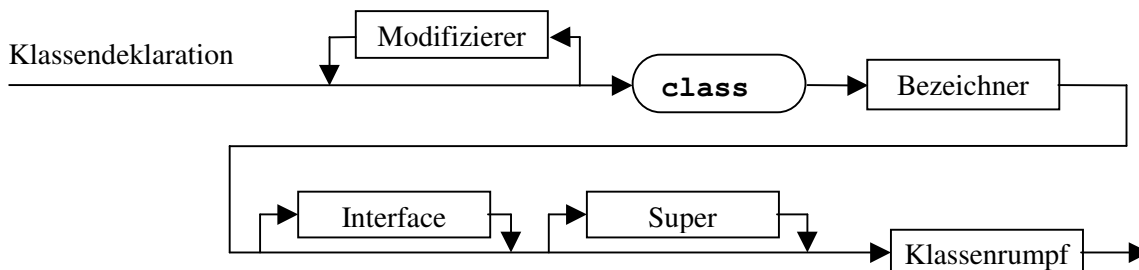 Modifizierer
Klassendeklaration
class
Bezeichner
Interface
Super
Klassenrumpf